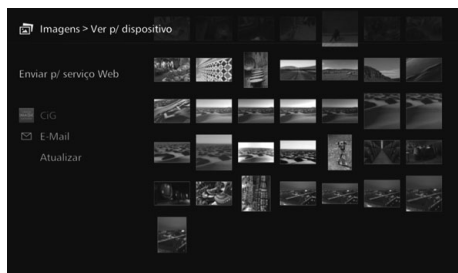 Imagens > Ver p/ dispositivo
Enviar p/ serviço Web
CiG
E-Mail
Atualizar